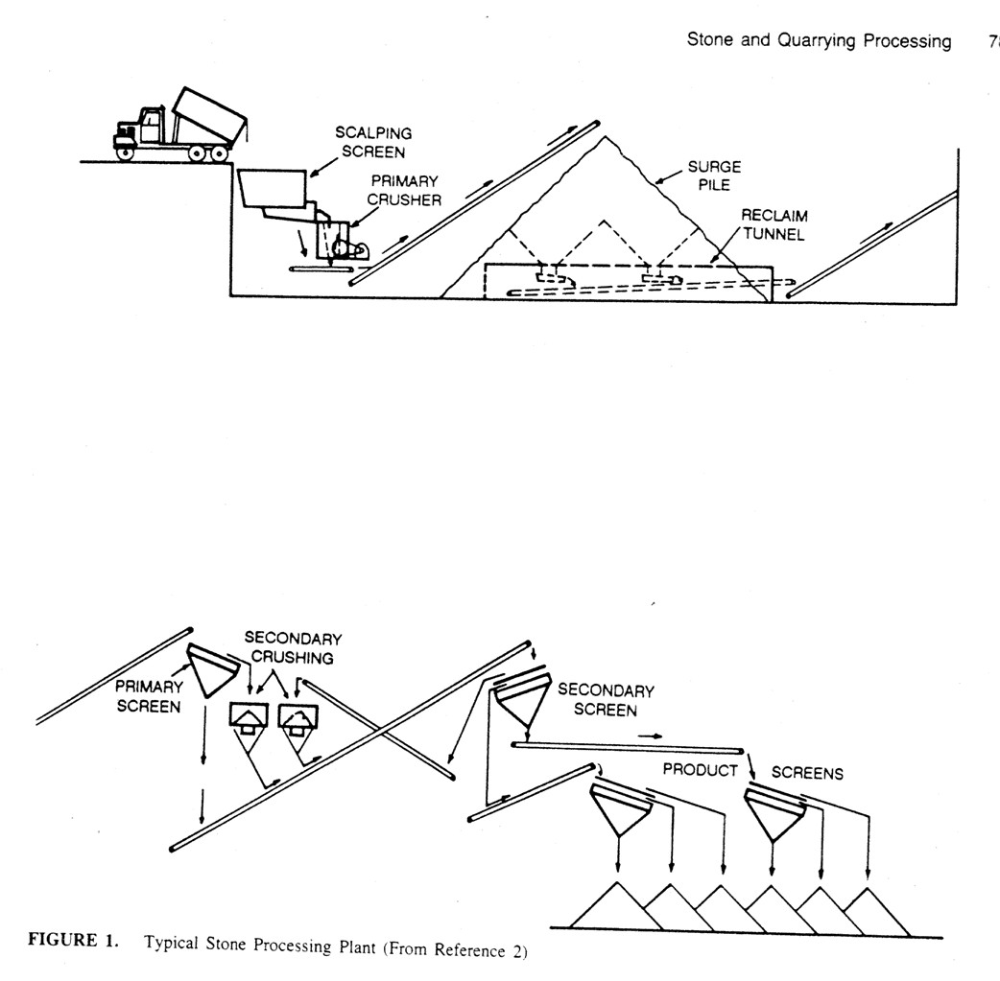 Stone and Quarrying Processing
SCALPING
SCREEN
PRIMARY
CRUSHER
SURGE
PILE
RECLAIM
TUNNEL
SECONDARY
CRUSHING
PRIMARY
SCREEN
SECONDARY
SCREEN
PRODUCT SCREENS
FIGURE 1. Typical Stone Processing Plant (From Reference 2)